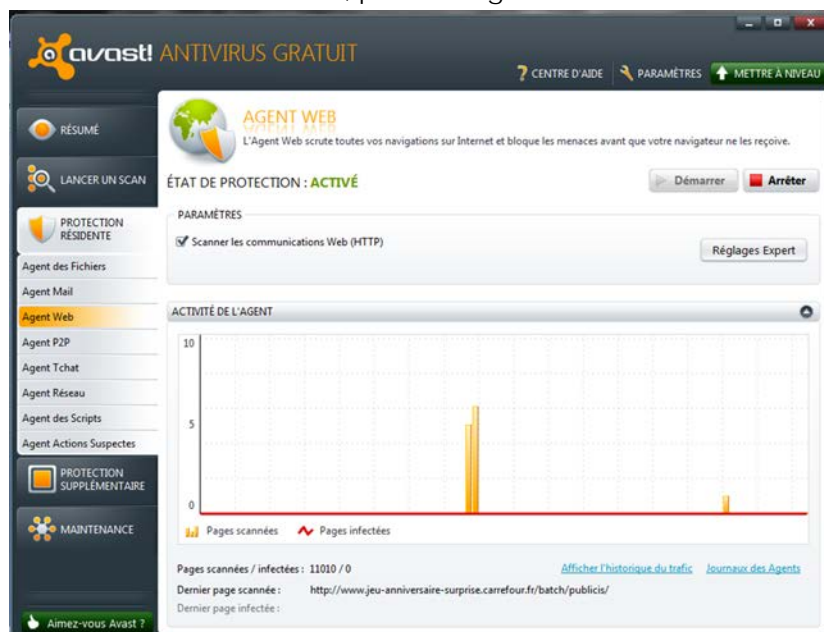 avast! ANTIVIRUS GRATUIT
? CENTRE D'AIDE
PARAMÈTRES
METTRE À NIVEAU
RÉSUMÉ
LANCER UN SCAN
PROTECTION
RÉSIDENTE
Agent des Fichiers
Agent Mail
Agent Web
Agent P2P
Agent Tchat
Agent Réseau
Agent des Scripts
Agent Actions Suspectes
PROTECTION
SUPPLÉMENTAIRE
MAINTENANCE
Aimez-vous Avast ?
AGENT WEB
L'Agent Web scrute toutes vos navigations sur Internet et bloque les menaces avant que votre navigateur ne les reçoive.
ÉTAT DE PROTECTION : ACTIVÉ
Démarrer
Arrêter
PARAMÈTRES
Scanner les communications Web (HTTP)
Réglages Expert
ACTIVITÉ DE L'AGENT
10
5
0
Pages scannées
Pages infectées
Pages scannées / infectées : 11010 / 0
Afficher l'historique du trafic
Journaux des Agents
Dernier page scannée : http://www.jeu-anniversaire-surprise.carrefour.fr/batch/publicis/
Dernier page infectée :